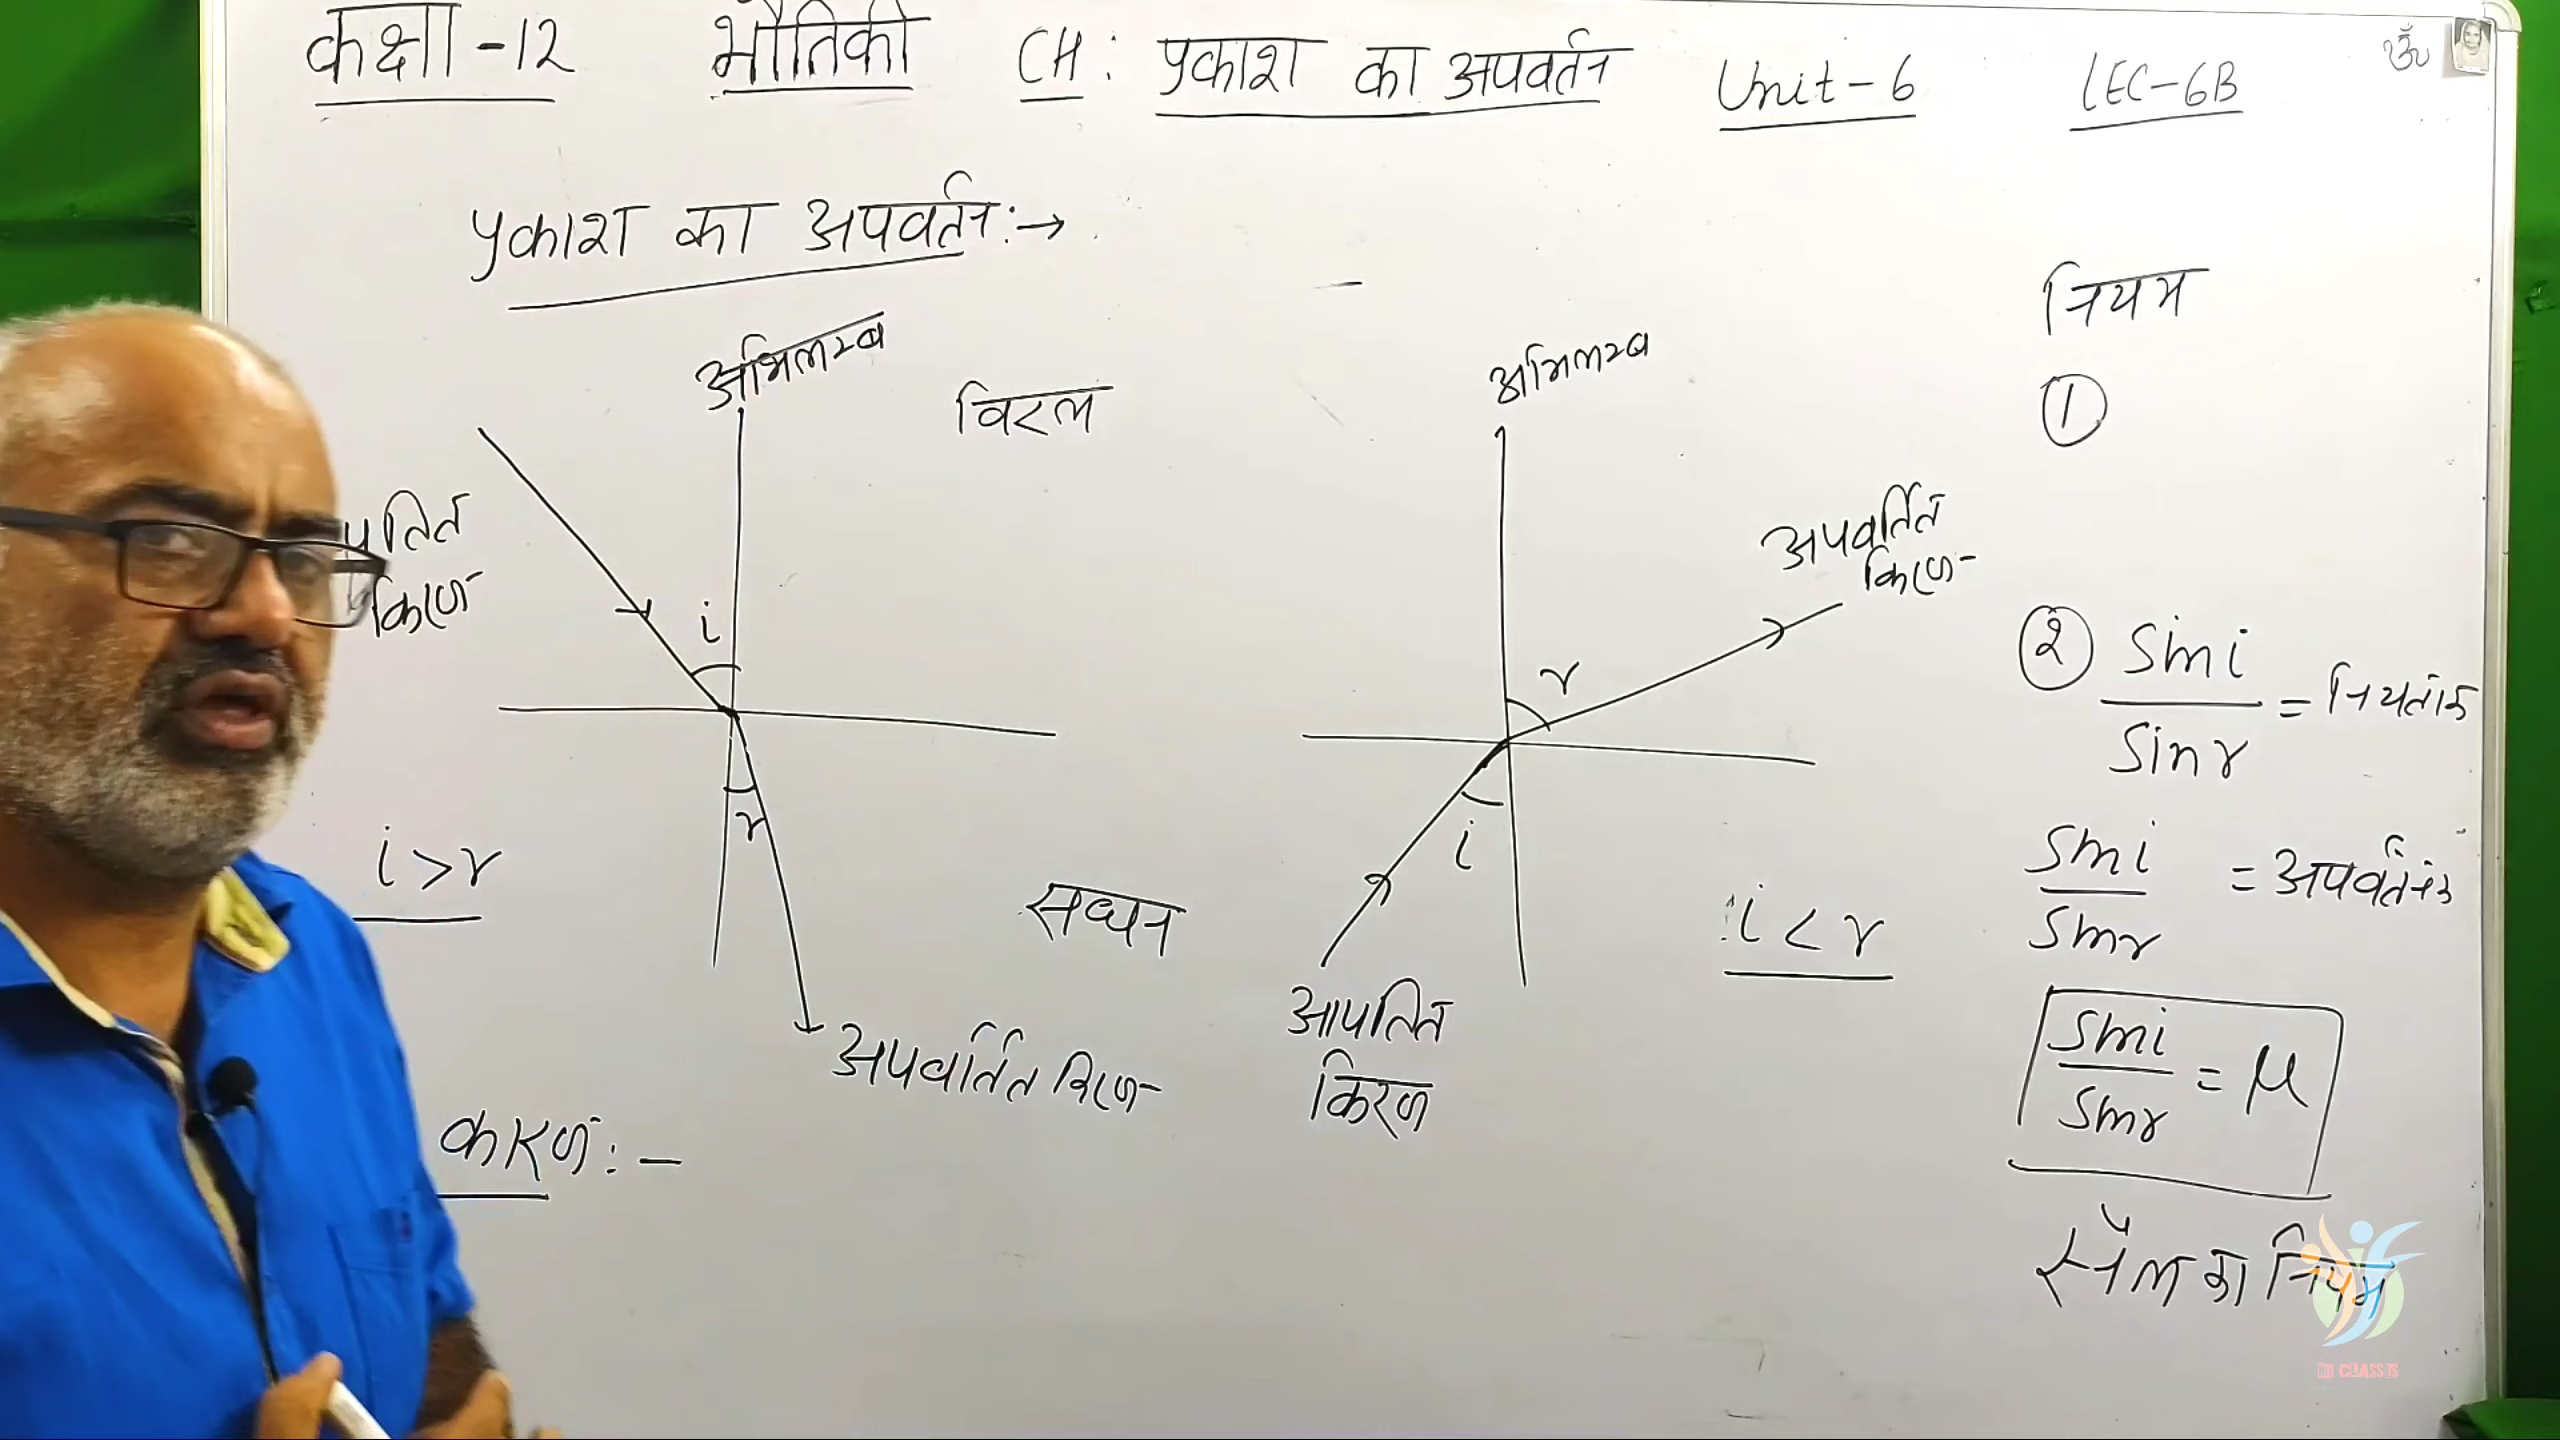 कक्षा - 12 भौतिकी CH : प्रकाश का अपवर्तन Unit - 6 LEC-6B
ॐ
प्रकाश का अपवर्तन :→
नियम
अभिलम्ब
विरल
अभिलम्ब
①
पतित
किरण
i
अपवर्तित
किरण
r
② Sin i / Sin r = नियतांक
r
i
i > r
सघन
i < r
Sin i / Sin r = अपवर्तनांक
अपवर्तित किरण
आपतित
किरण
Sin i / Sin r = μ
कारण :-
स्नैल का नियम